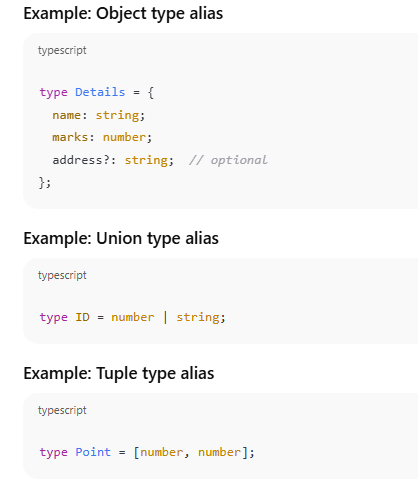 Example: Object type alias
typescript
type Details = {
  name: string;
  marks: number;
  address?: string;  // optional
};
Example: Union type alias
typescript
type ID = number | string;
Example: Tuple type alias
typescript
type Point = [number, number];